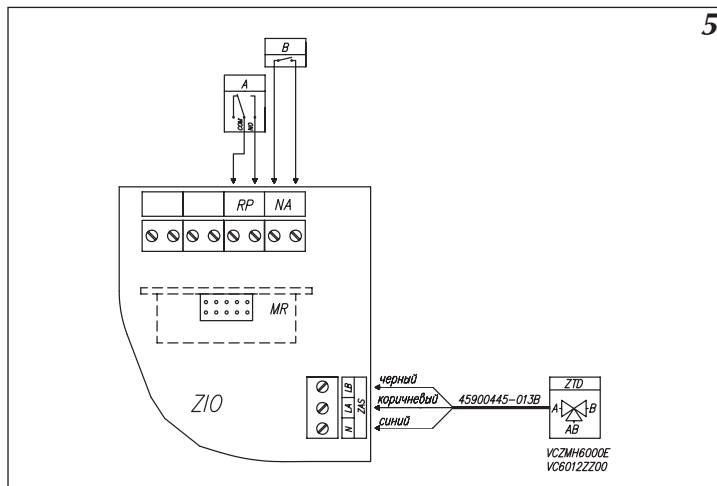 5
B
A
COM
NO
RP
NA
MR
ZIO
LB
LA
N
ZAS
черный
коричневый
синий
45900445-013B
ZTD
A
B
AB
VCZMH6000E
VC6012ZZ00